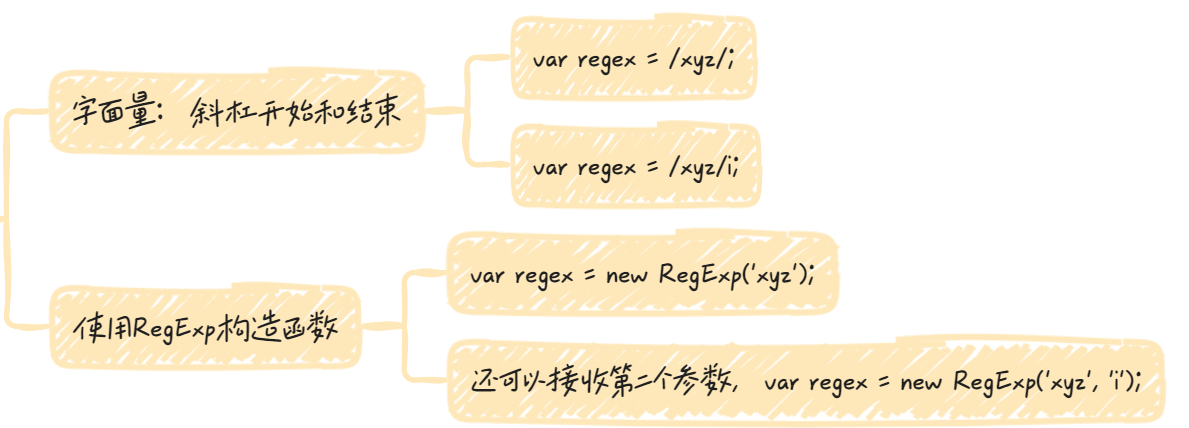 字面量： 斜杠开始和结束
var regex = /xyz/;
var regex = /xyz/i;
使用RegExp构造函数
var regex = new RegExp('xyz');
还可以接收第二个参数, var regex = new RegExp('xyz', 'i');